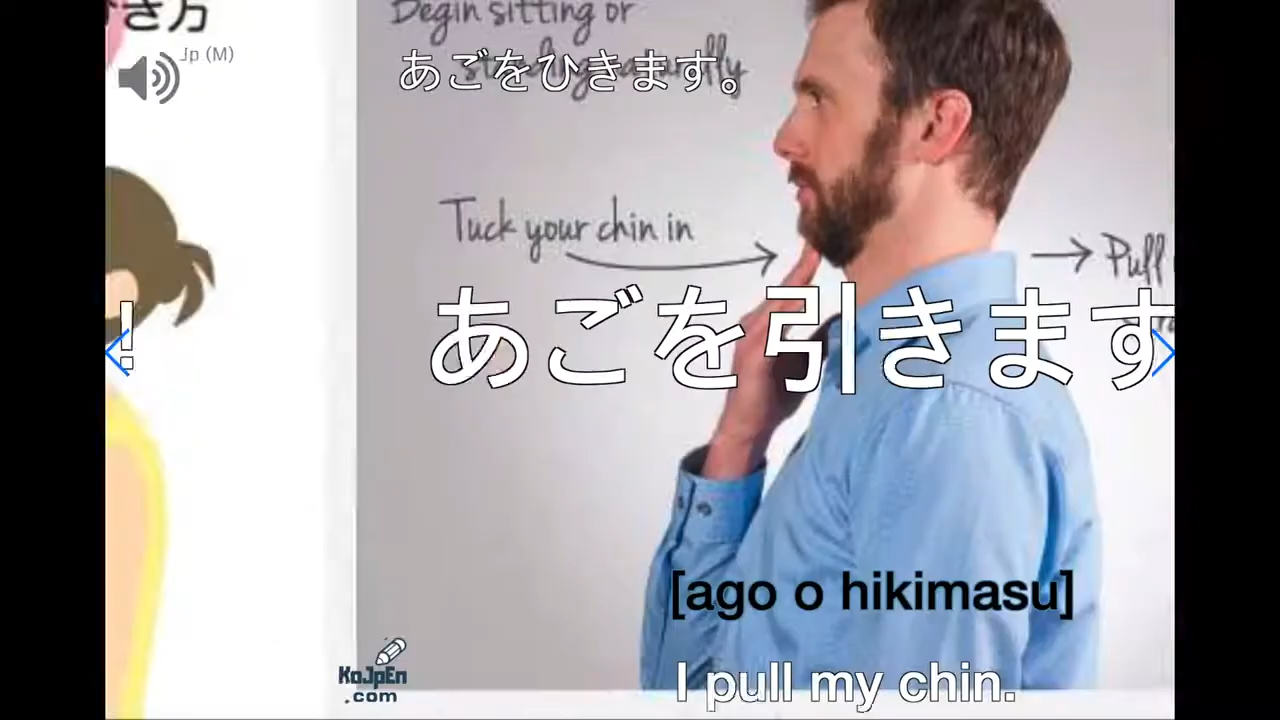 き方
Jp (M)
Begin sitting or
あごをひきます。
Tuck your chin in
Pull
!
あごを引きます
[ago o hikimasu]
I pull my chin.
KoJpEn
.com